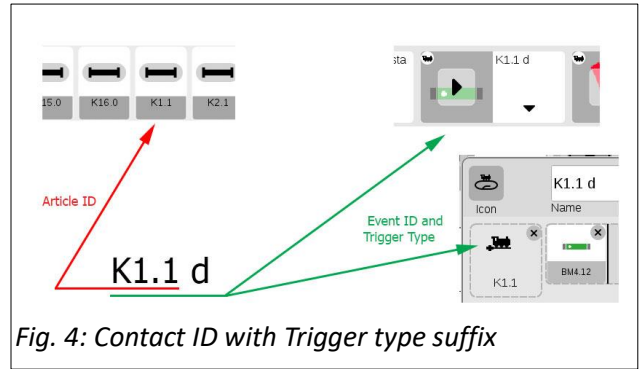 sta
K1.1 d
15.0
K16.0
K1.1
K2.1
K1.1 d
Icon
Name
Article ID
Event ID and
Trigger Type
K1.1
BM4.12
K1.1 d
Fig. 4: Contact ID with Trigger type suffix